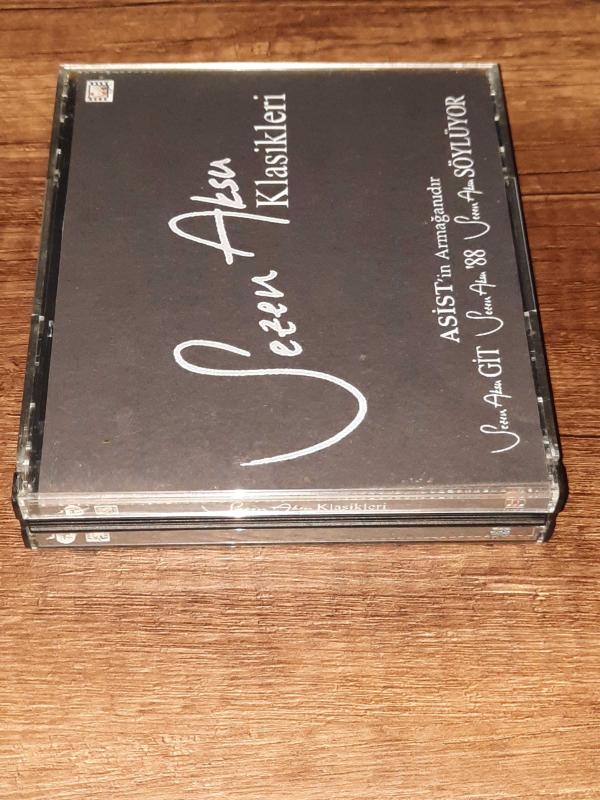 Sezen Aksu
Klasikleri
ASİST'in Armağanıdır
Sezen Aksu GİT Sezen Aksu '88 Sezen Aksu SÖYLÜYOR
Sezen Aksu Klasikleri